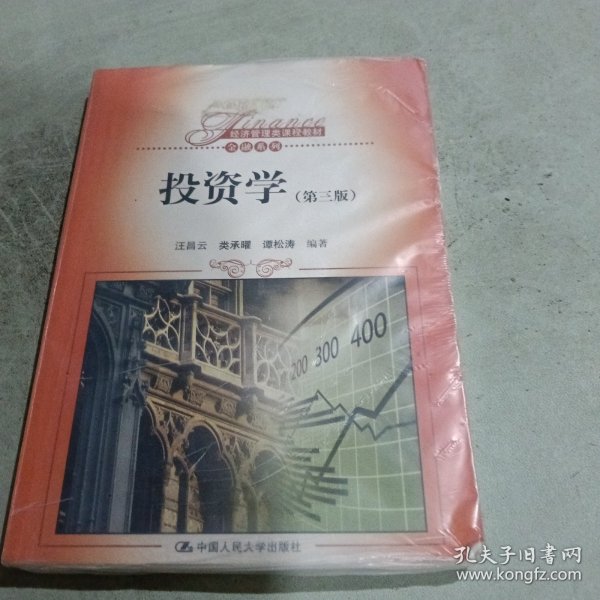 Finance
经济管理类课程教材
金融系列
投资学（第三版）
汪昌云 类承曜 谭松涛 编著
200 300 400
中国人民大学出版社
孔夫子旧书网
www.kongfz.com